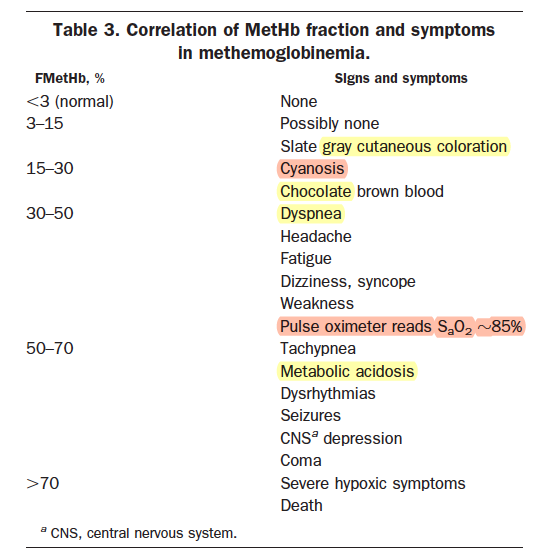 Table 3. Correlation of MetHb fraction and symptoms
in methemoglobinemia.
FMetHb, % Signs and symptoms
<3 (normal) None
3–15 Possibly none
Slate gray cutaneous coloration
15–30 Cyanosis
Chocolate brown blood
30–50 Dyspnea
Headache
Fatigue
Dizziness, syncope
Weakness
Pulse oximeter reads SaO2 ~85%
50–70 Tachypnea
Metabolic acidosis
Dysrhythmias
Seizures
CNSa depression
Coma
>70 Severe hypoxic symptoms
Death
a CNS, central nervous system.